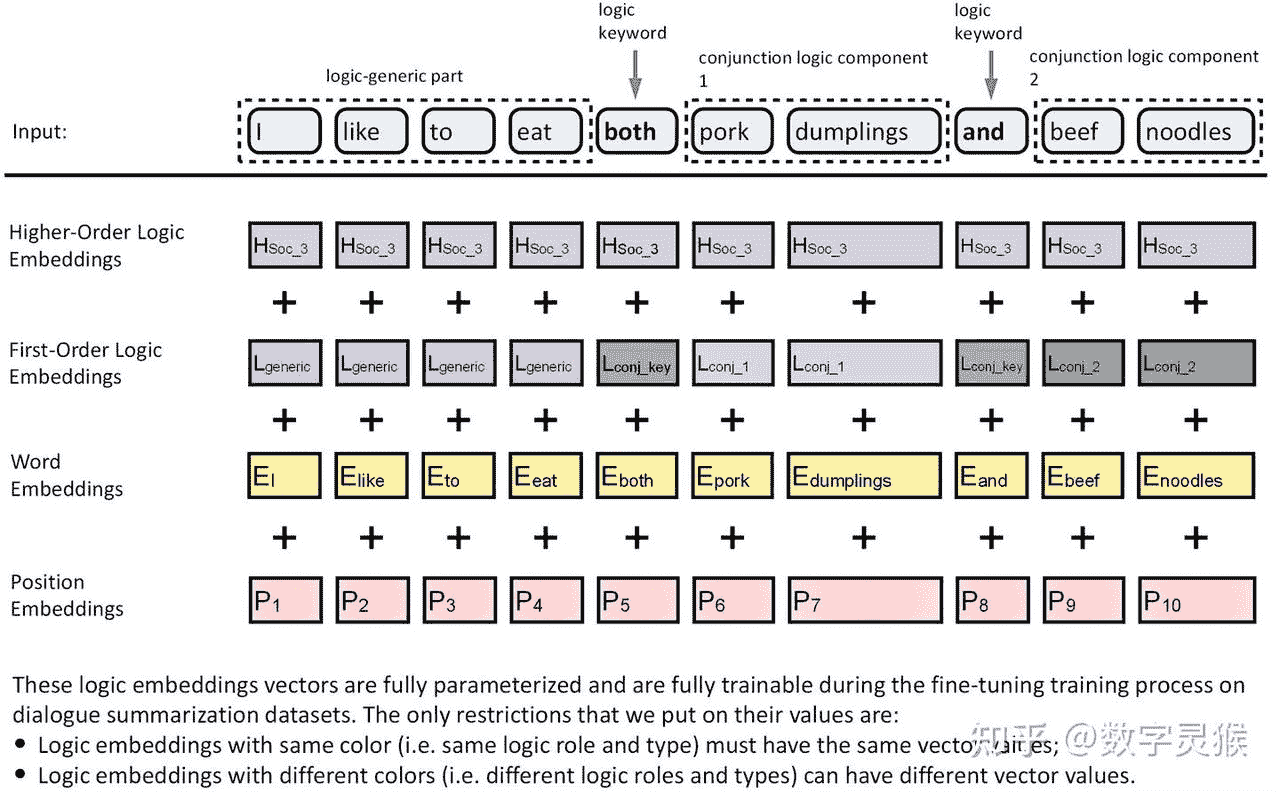 logic
keyword
logic
keyword
logic-generic part
conjunction logic component
1
conjunction logic component
2
Input: I like to eat both pork dumplings and beef noodles
Higher-Order Logic
Embeddings
HSoc_3 HSoc_3 HSoc_3 HSoc_3 HSoc_3 HSoc_3 HSoc_3 HSoc_3 HSoc_3 HSoc_3
+ + + + + + + + + +
First-Order Logic
Embeddings
Lgeneric Lgeneric Lgeneric Lgeneric Lconj_key Lconj_1 Lconj_1 Lconj_key Lconj_2 Lconj_2
+ + + + + + + + + +
Word
Embeddings
EI Elike Eto Eeat Eboth Epork Edumplings Eand Ebeef Enoodles
+ + + + + + + + + +
Position
Embeddings
P1 P2 P3 P4 P5 P6 P7 P8 P9 P10
These logic embeddings vectors are fully parameterized and are fully trainable during the fine-tuning training process on
dialogue summarization datasets. The only restrictions that we put on their values are:
• Logic embeddings with same color (i.e. same logic role and type) must have the same vector values;
• Logic embeddings with different colors (i.e. different logic roles and types) can have different vector values.
知乎 @数字灵猴